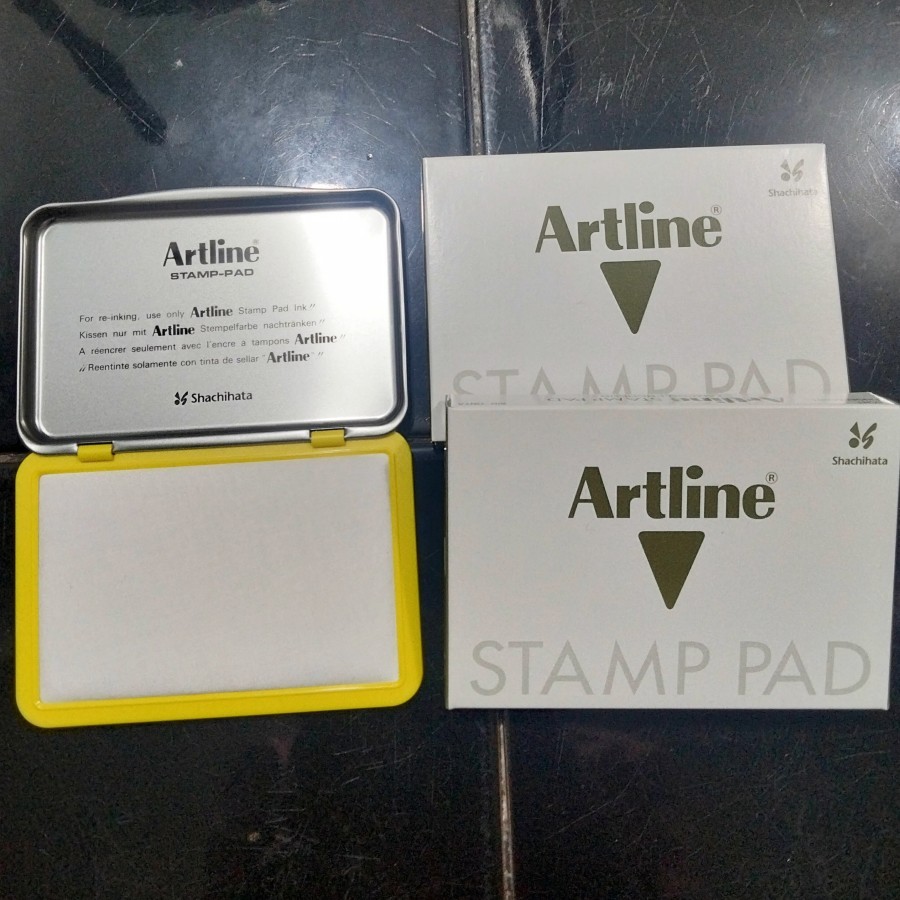 Artline®
STAMP-PAD
For re-inking, use only Artline Stamp Pad Ink"
Kissen nur mit Artline Stempelfarbe nachtränken"
A réencrer seulement avec l'encre à tampons Artline"
"Reentinte solamente con tinta de sellar "Artline" "
Shachihata
Shachihata
Artline®
STAMP PAD
Shachihata
Artline®
STAMP PAD